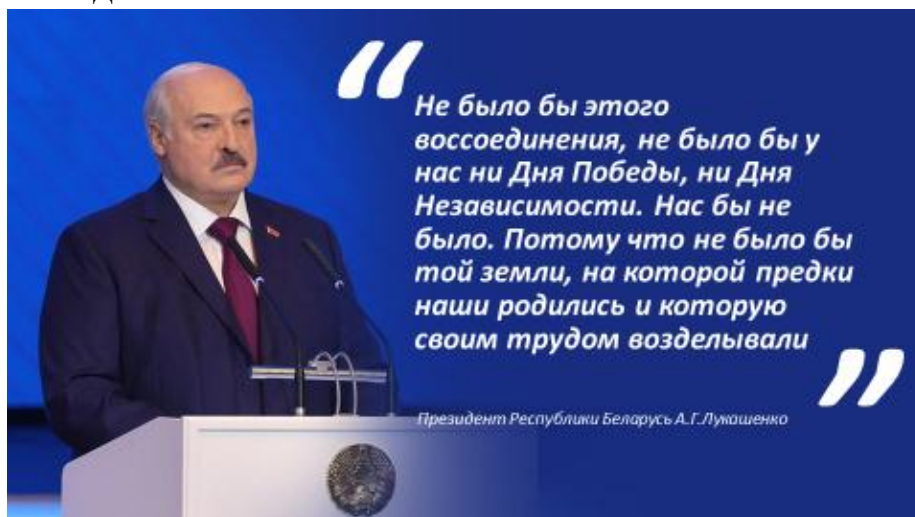 “
Не было бы этого
воссоединения, не было бы у
нас ни Дня Победы, ни Дня
Независимости. Нас бы не
было. Потому что не было бы
той земли, на которой предки
наши родились и которую
своим трудом возделывали
”
Президент Республики Беларусь А.Г.Лукашенко